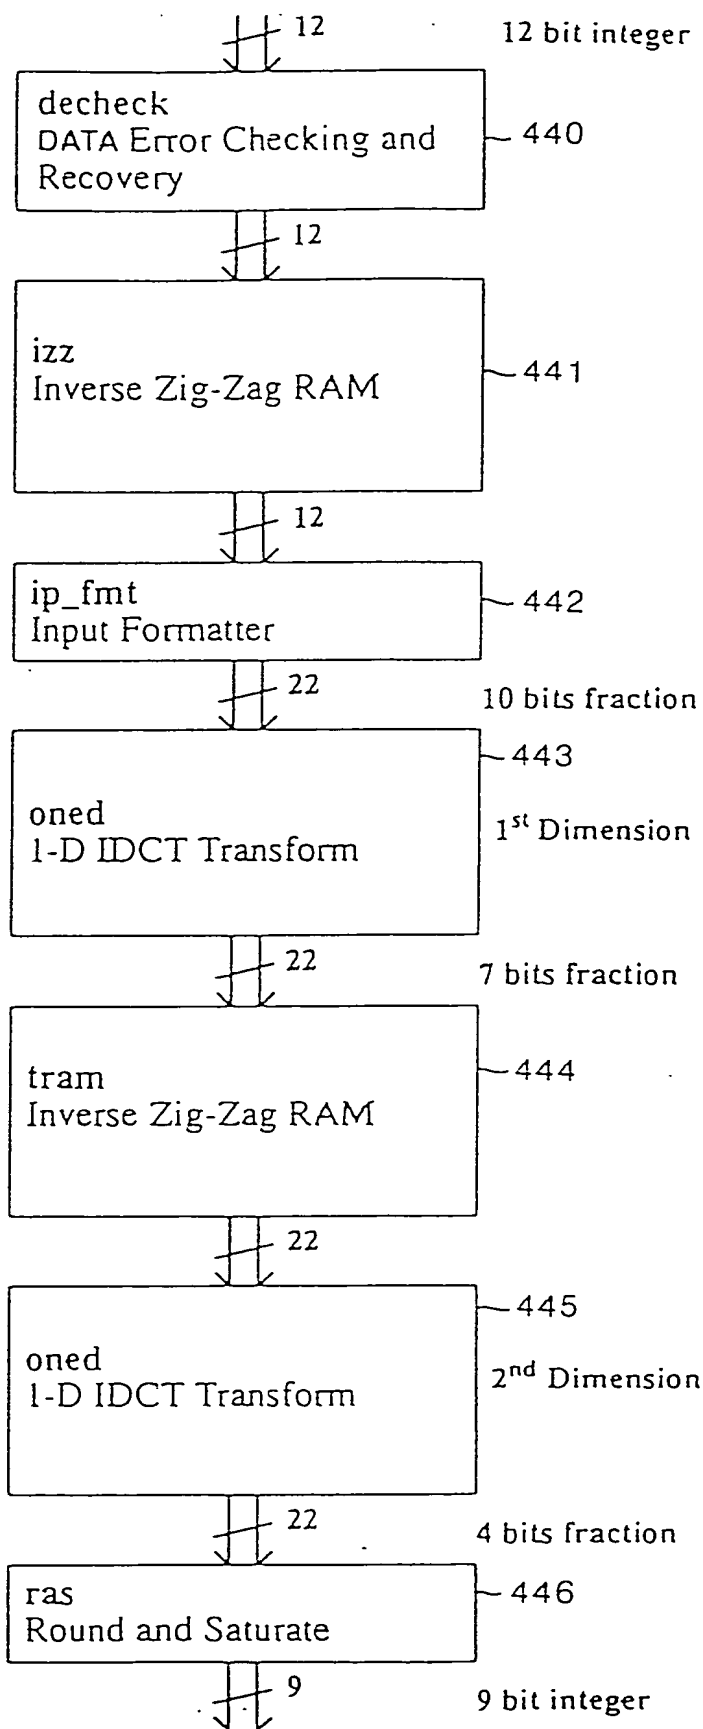 12
12 bit integer
decheck
DATA Error Checking and
Recovery
440
12
izz
Inverse Zig-Zag RAM
441
12
ip_fmt
Input Formatter
442
22
10 bits fraction
443
oned
1-D IDCT Transform
1st Dimension
22
7 bits fraction
tram
Inverse Zig-Zag RAM
444
22
445
oned
1-D IDCT Transform
2nd Dimension
22
4 bits fraction
ras
Round and Saturate
446
9
9 bit integer